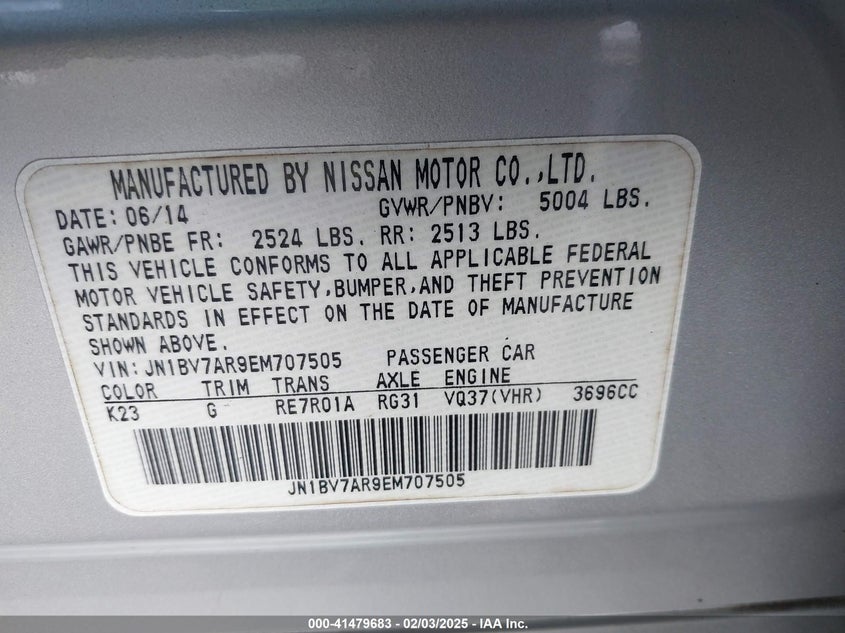 MANUFACTURED BY NISSAN MOTOR CO.,LTD.
DATE: 06/14 GVWR/PNBV: 5004 LBS.
GAWR/PNBE FR: 2524 LBS. RR: 2513 LBS.
THIS VEHICLE CONFORMS TO ALL APPLICABLE FEDERAL
MOTOR VEHICLE SAFETY,BUMPER,AND THEFT PREVENTION
STANDARDS IN EFFECT ON THE DATE OF MANUFACTURE
SHOWN ABOVE.
VIN:JN1BV7AR9EM707505 PASSENGER CAR
COLOR TRIM TRANS AXLE ENGINE
K23 G RE7R01A RG31 VQ37(VHR) 3696CC
JN1BV7AR9EM707505
000-41479683 — 02/03/2025 - IAA Inc.